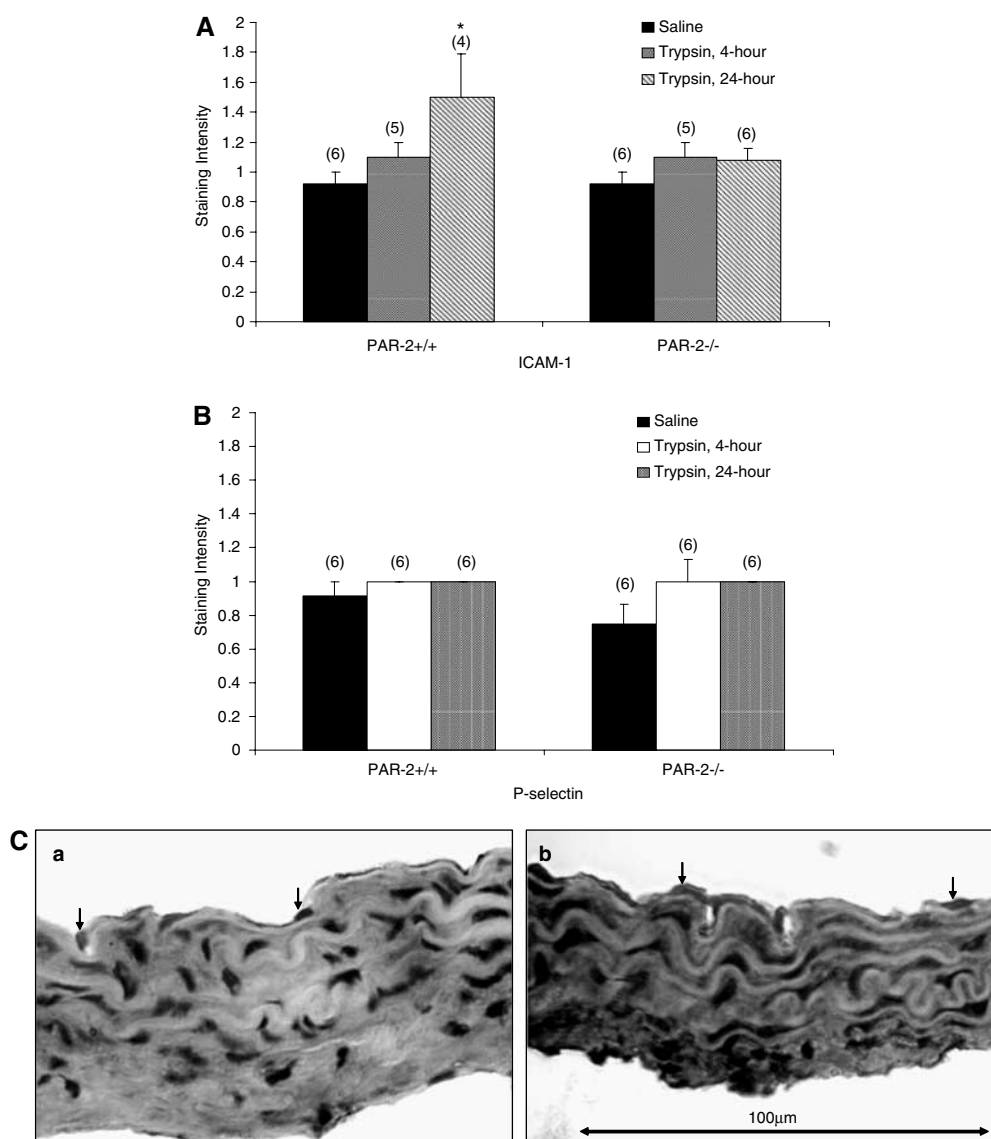 A
Saline
Trypsin, 4-hour
Trypsin, 24-hour
Staining Intensity
2
1.8
1.6
1.4
1.2
1
0.8
0.6
0.4
0.2
0
(6)
(5)
*
(4)
(6)
(5)
(6)
PAR-2+/+
PAR-2-/-
ICAM-1
B
Saline
Trypsin, 4-hour
Trypsin, 24-hour
Staining Intensity
2
1.8
1.6
1.4
1.2
1
0.8
0.6
0.4
0.2
0
(6)
(6)
(6)
(6)
(6)
(6)
PAR-2+/+
PAR-2-/-
P-selectin
C
a
b
100µm